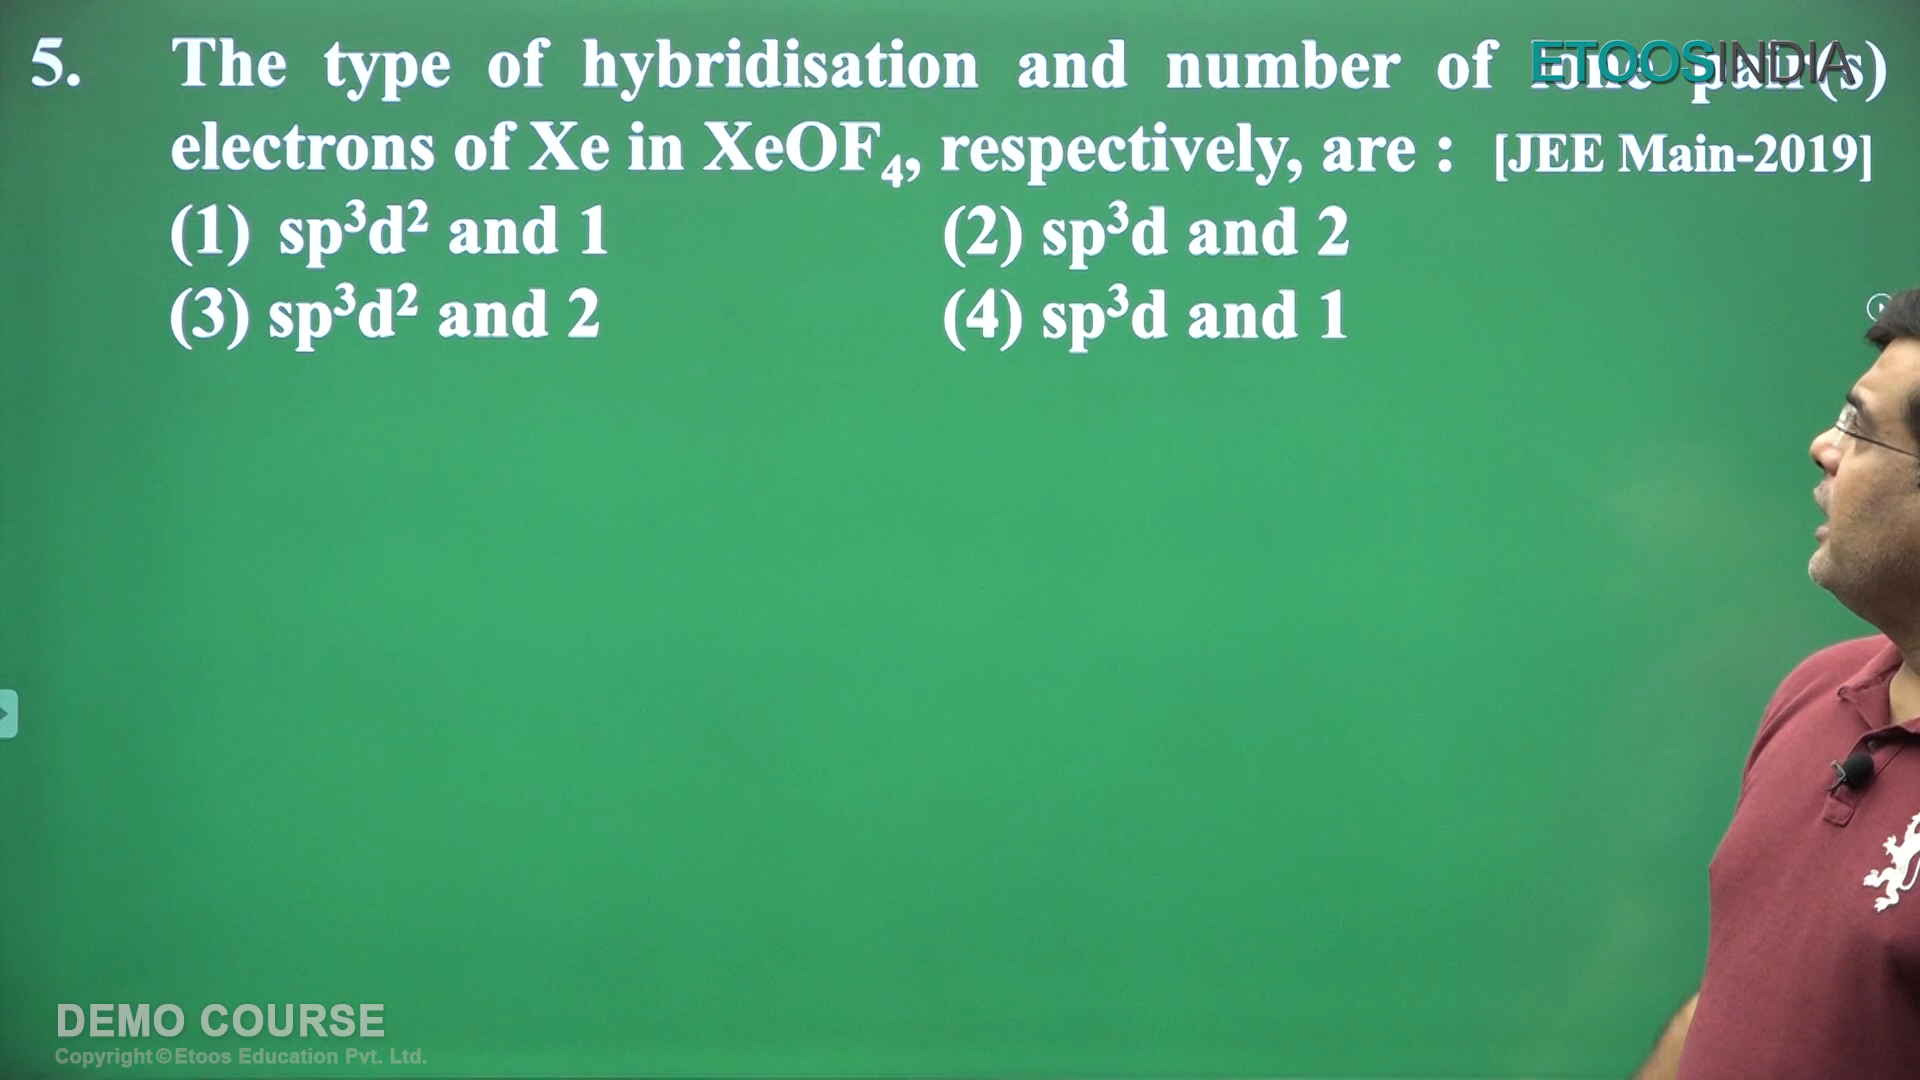 5. The type of hybridisation and number of lone pair(s)
ETOOSINDIA
electrons of Xe in XeOF₄, respectively, are : [JEE Main-2019]
(1) sp³d² and 1 (2) sp³d and 2
(3) sp³d² and 2 (4) sp³d and 1
DEMO COURSE
Copyright © Etoos Education Pvt. Ltd.